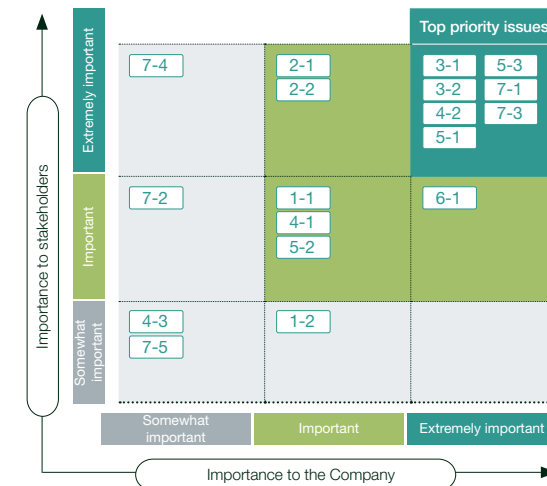 Top priority issues
Extremely important
7-4
2-1
2-2
3-1
5-3
3-2
7-1
4-2
7-3
5-1
Important
7-2
1-1
4-1
5-2
6-1
Somewhat
important
4-3
7-5
1-2
Importance to stakeholders
Somewhat
important
Important
Extremely important
Importance to the Company